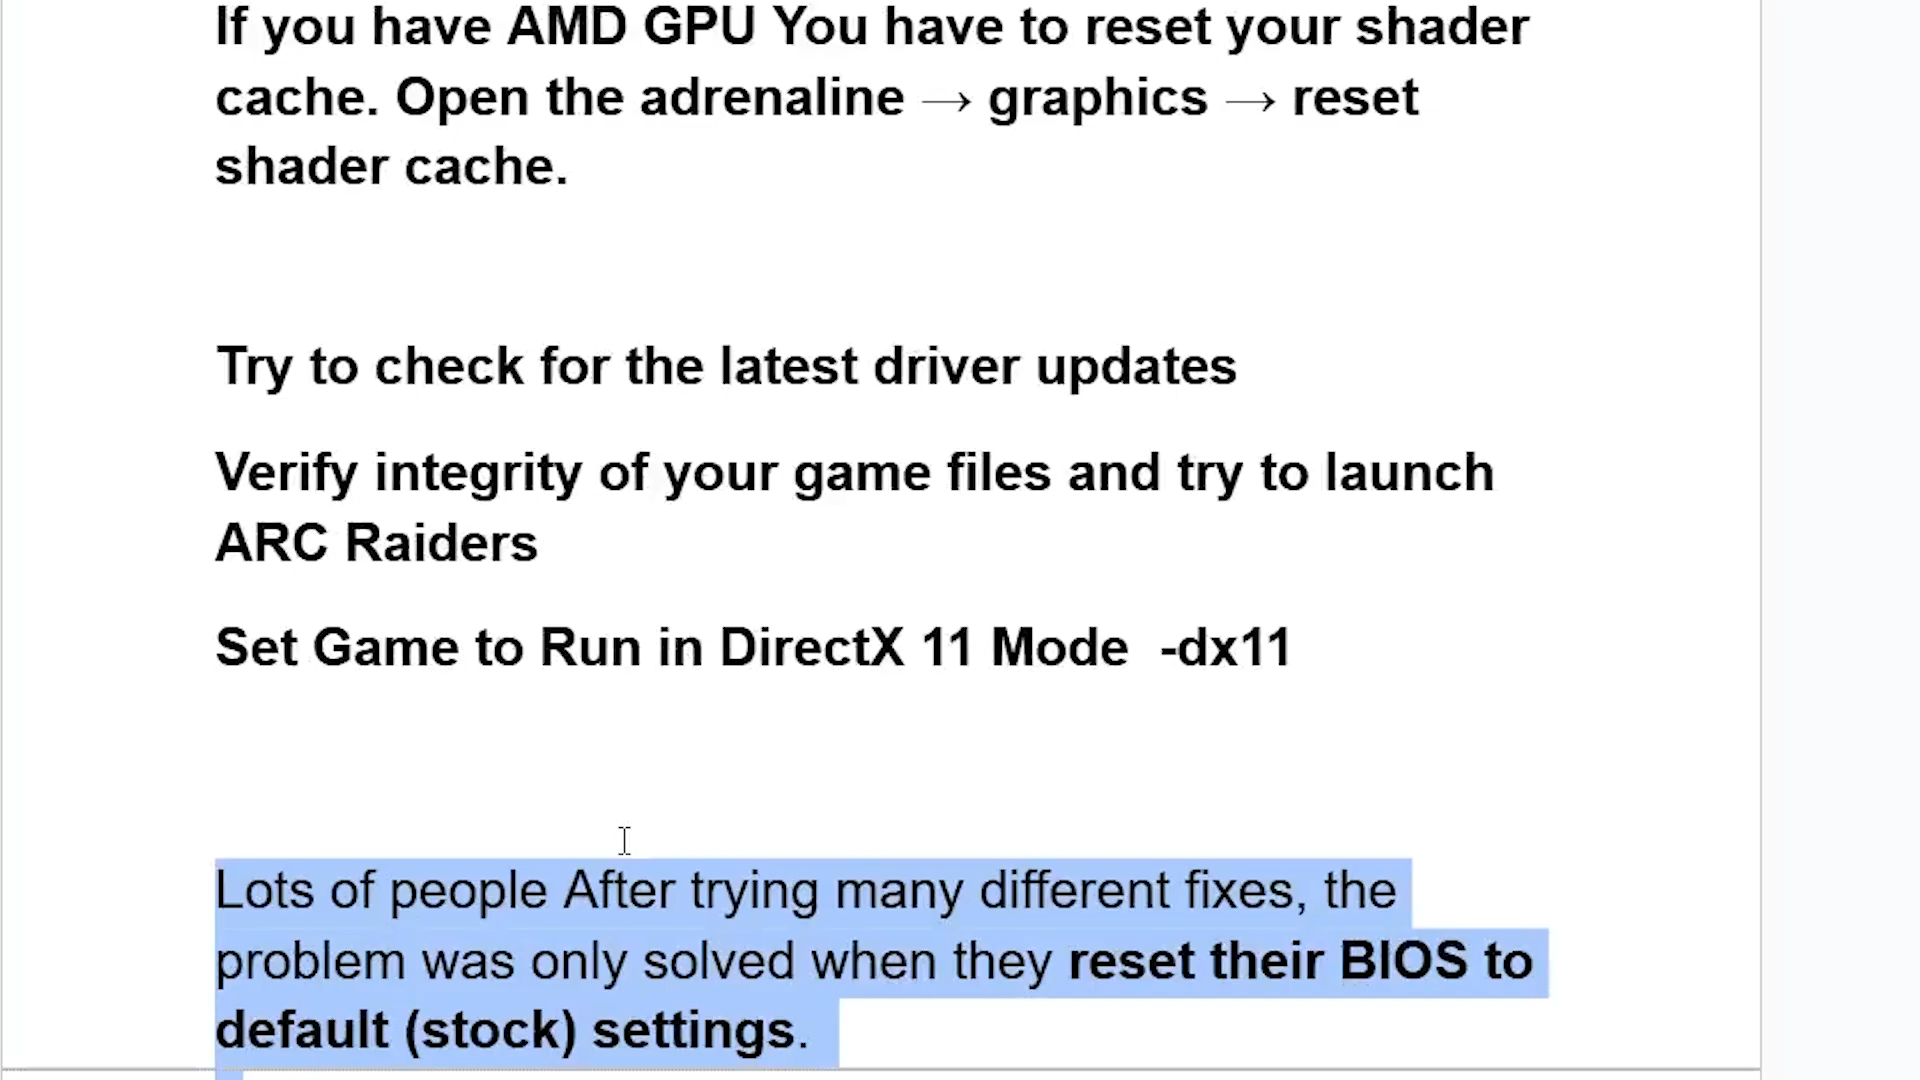 If you have AMD GPU You have to reset your shader
cache. Open the adrenaline → graphics → reset
shader cache.
Try to check for the latest driver updates
Verify integrity of your game files and try to launch
ARC Raiders
Set Game to Run in DirectX 11 Mode  -dx11
Lots of people After trying many different fixes, the
problem was only solved when they reset their BIOS to
default (stock) settings.